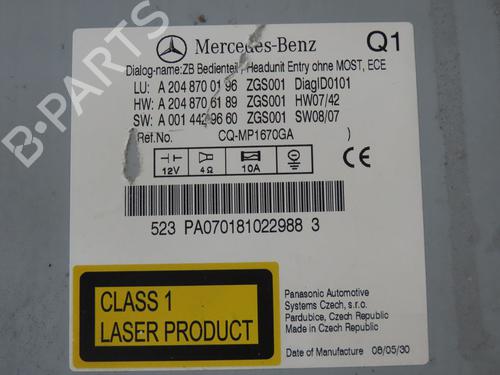 Mercedes-Benz Q1
Dialog-name:ZB Bedienteil, Headunit Entry ohne MOST, ECE
LU: A 204 870 01 96 ZGS001 DiagID0101
HW: A 204 870 61 89 ZGS001 HW07/42
SW: A 001 442 96 60 ZGS001 SW08/07
Ref.No. CQ-MP1670GA )
12V 4Ω 10A
CE
523 PA070181022988 3
CLASS 1
LASER PRODUCT
Panasonic Automotive
Systems Czech, s.r.o.
Pardubice, Czech Republic
Made in Czech Republic
Date of Manufacture 08/05/30
B-PARTS